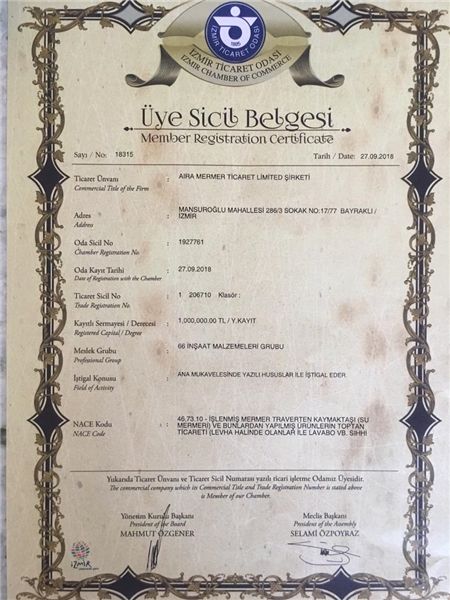 İZMİR TİCARET ODASI
1885
İZMİR TİCARET ODASI
İZMİR CHAMBER OF COMMERCE
Üye Sicil Belgesi
Member Registration Certificate
Sayı / No: 18315 Tarih / Date: 27.09.2018
Ticaret Ünvanı : AIRA MERMER TİCARET LİMİTED ŞİRKETİ
Commercial Title of the Firm
Adres : MANSUROĞLU MAHALLESİ 286/3 SOKAK NO:17/77 BAYRAKLI /
Address İZMİR
Oda Sicil No : 1927761
Chamber Registration No
Oda Kayıt Tarihi : 27.09.2018
Date of Registration with the Chamber
Ticaret Sicil No : 1 206710 Klasör :
Trade Registration No.
Kayıtlı Sermayesi / Derecesi : 1,000,000.00 TL / Y.KAYIT
Registered Capital / Degree
Meslek Grubu : 66 İNŞAAT MALZEMELERİ GRUBU
Professional Group
İştigal Konusu : ANA MUKAVELESİNDE YAZILI HUSUSLAR İLE İŞTİGAL EDER.
Field of Activity
NACE Kodu : 46.73.10 - İŞLENMİŞ MERMER TRAVERTEN KAYMAKTAŞI (SU
NACE Code MERMERİ) VE BUNLARDAN YAPILMIŞ ÜRÜNLERİN TOPTAN
TİCARETİ (LEVHA HALİNDE OLANLAR İLE LAVABO VB. SIHHİ
Yukarıda Ticaret Ünvanı ve Ticaret Sicil Numarası yazılı ticari işletme Odamız Üyesidir.
The commercial company which its Commercial Title and Trade Registration Number is stated above
is Member of our Chamber.
Yönetim Kurulu Başkanı Meclis Başkanı
President of the Board President of the Assembly
MAHMUT ÖZGENER SELAMİ ÖZPOYRAZ
İZMİR